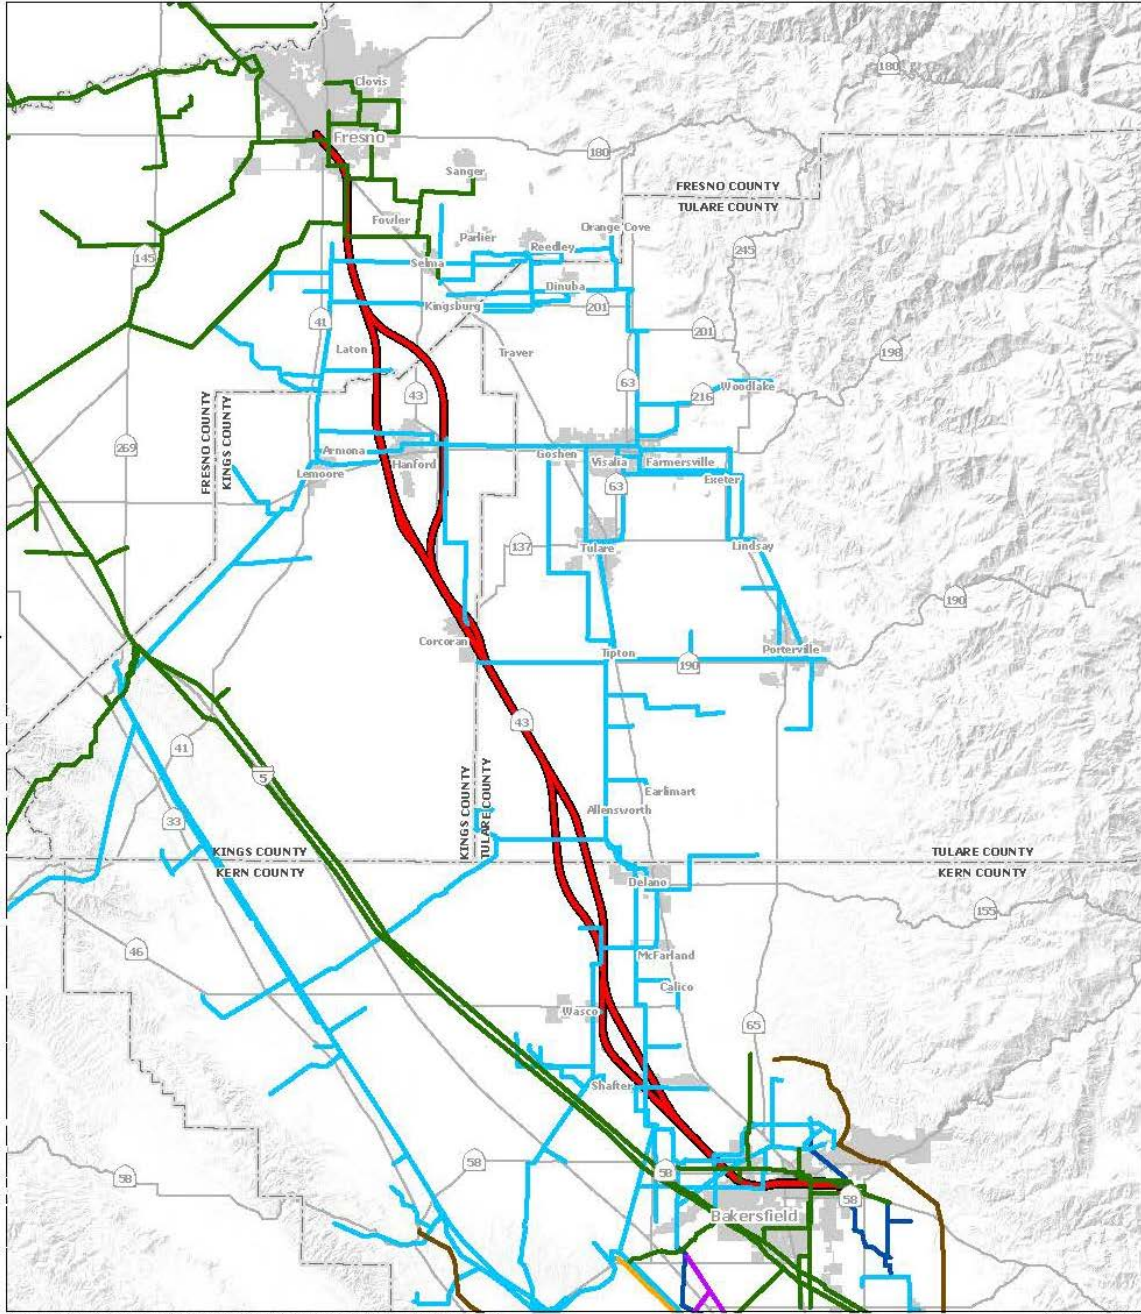 Clovis
180
Fresno
180
Sanger
FRESNO COUNTY
TULARE COUNTY
Fowler
Orange Cove
Parlier
Reedley
245
145
Selma
Dinuba
Kingsburg
201
41
201
Laton
Traver
198
63
Woodlake
43
216
FRESNO COUNTY
KINGS COUNTY
269
Armona
Hanford
Goshen
Visalia
Farmersville
Lemoore
Exeter
63
137
Tulare
Lindsay
190
Corcoran
Tipton
Porterville
190
43
41
5
KINGS COUNTY
TULARE COUNTY
Earlimart
Allensworth
33
KINGS COUNTY
KERN COUNTY
TULARE COUNTY
KERN COUNTY
Delano
155
46
McFarland
Calico
Wasco
65
Shafter
58
58
58
58
Bakersfield